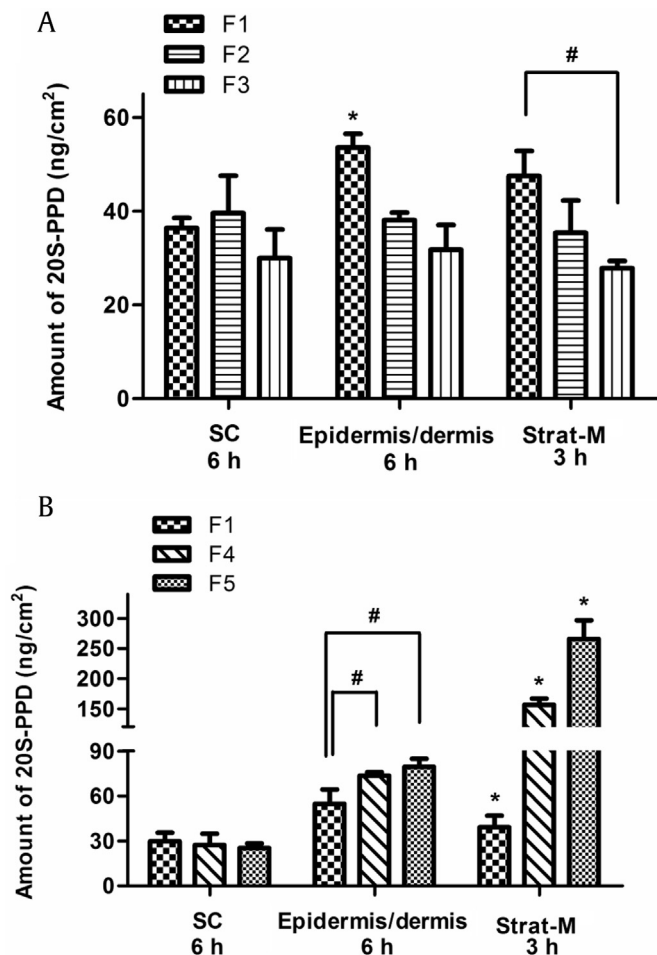 A
F1
F2
F3
Amount of 20S-PPD (ng/cm²)
60
40
20
0
*
#
SC
6 h
Epidermis/dermis
6 h
Strat-M
3 h
B
F1
F4
F5
Amount of 20S-PPD (ng/cm²)
300
250
200
150
90
60
30
0
#
#
*
*
*
SC
6 h
Epidermis/dermis
6 h
Strat-M
3 h